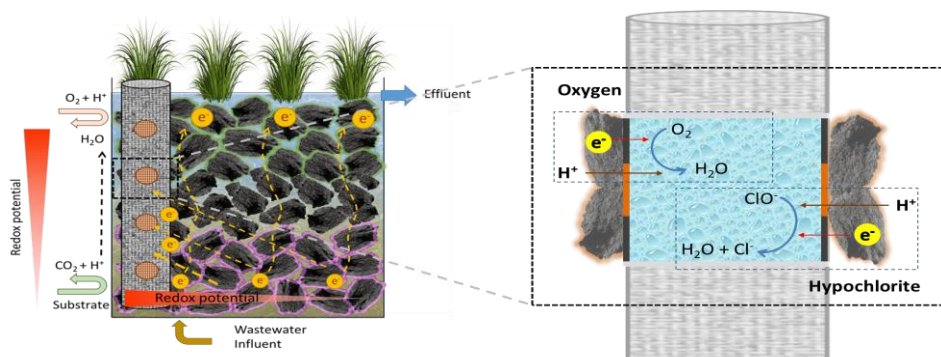 O₂ + H⁺
H₂O
Redox potential
CO₂ + H⁺
Substrate
e⁻
e⁻
e⁻
e
e
e
e
e
e
Redox potential
Wastewater
Influent
Effluent
Oxygen
e⁻
O₂
H⁺
H₂O
ClO⁻
H⁺
e⁻
H₂O + Cl⁻
Hypochlorite